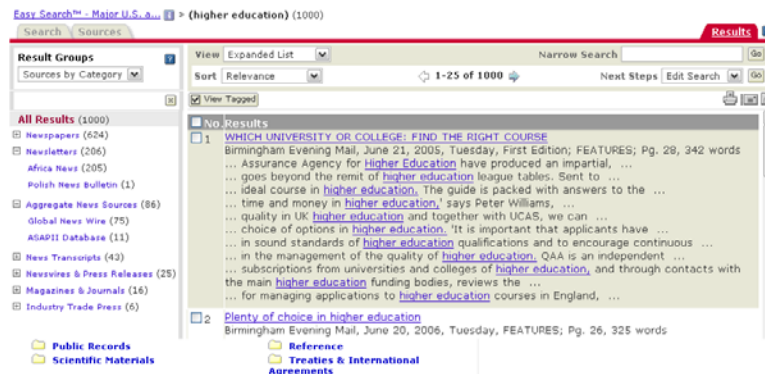 Easy Search™ - Major U.S. a... > (higher education) (1000)
Search Sources Results
Result Groups
Sources by Category
All Results (1000)
Newspapers (624)
Newsletters (206)
Africa News (205)
Polish News Bulletin (1)
Aggregate News Sources (86)
Global News Wire (75)
ASAPII Database (11)
News Transcripts (43)
Newswires & Press Releases (25)
Magazines & Journals (16)
Industry Trade Press (6)
View Expanded List Narrow Search Go
Sort Relevance 1-25 of 1000 Next Steps Edit Search Go
View Tagged
No. Results
1 WHICH UNIVERSITY OR COLLEGE: FIND THE RIGHT COURSE
Birmingham Evening Mail, June 21, 2005, Tuesday, First Edition; FEATURES; Pg. 28, 342 words
... Assurance Agency for Higher Education have produced an impartial, ...
... goes beyond the remit of higher education league tables. Sent to ...
... ideal course in higher education. The guide is packed with answers to the ...
... time and money in higher education,' says Peter Williams, ...
... quality in UK higher education and together with UCAS, we can ...
... choice of options in higher education. 'It is important that applicants have ...
... in sound standards of higher education qualifications and to encourage continuous ...
... in the management of the quality of higher education. QAA is an independent ...
... subscriptions from universities and colleges of higher education, and through contacts with
the main higher education funding bodies, reviews the ...
... for managing applications to higher education courses in England, ...
2 Plenty of choice in higher education
Birmingham Evening Mail, June 20, 2006, Tuesday, FEATURES; Pg. 26, 325 words
Public Records
Scientific Materials
Reference
Treaties & International
Agreements